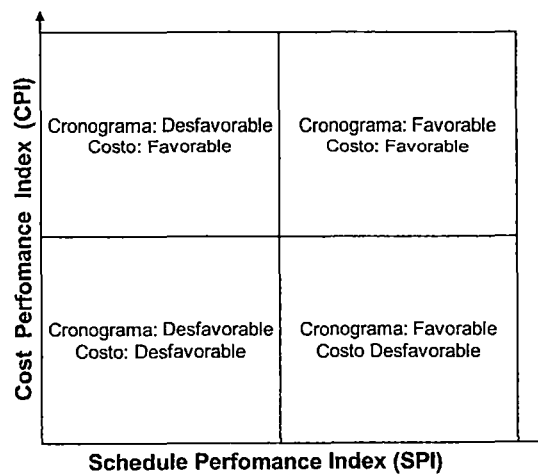 Cost Perfomance Index (CPI)
Cronograma: Desfavorable
Costo: Favorable
Cronograma: Favorable
Costo: Favorable
Cronograma: Desfavorable
Costo: Desfavorable
Cronograma: Favorable
Costo Desfavorable
Schedule Perfomance Index (SPI)